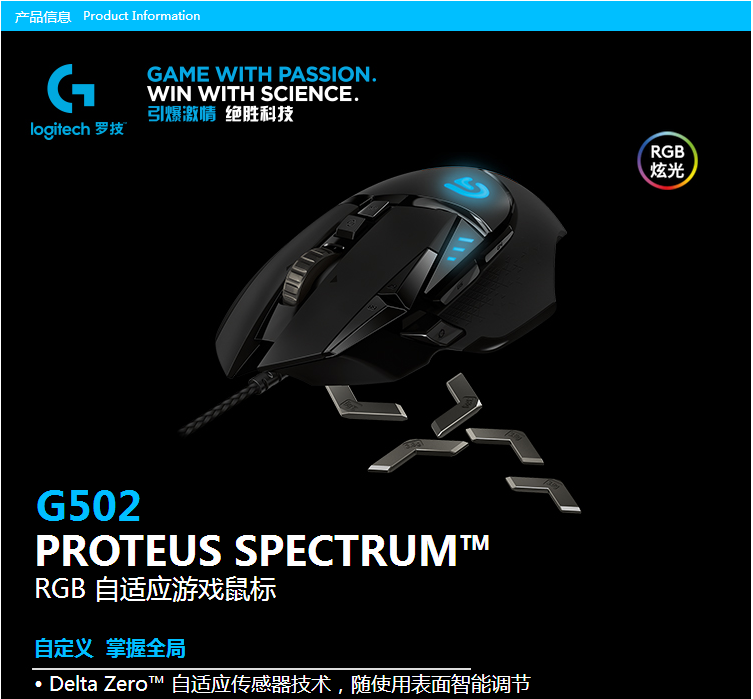 产品信息 Product Information
GAME WITH PASSION.
WIN WITH SCIENCE.
引爆激情 绝胜科技
logitech 罗技™
RGB
炫光
G502
PROTEUS SPECTRUM™
RGB 自适应游戏鼠标
自定义 掌握全局
• Delta Zero™ 自适应传感器技术，随使用表面智能调节